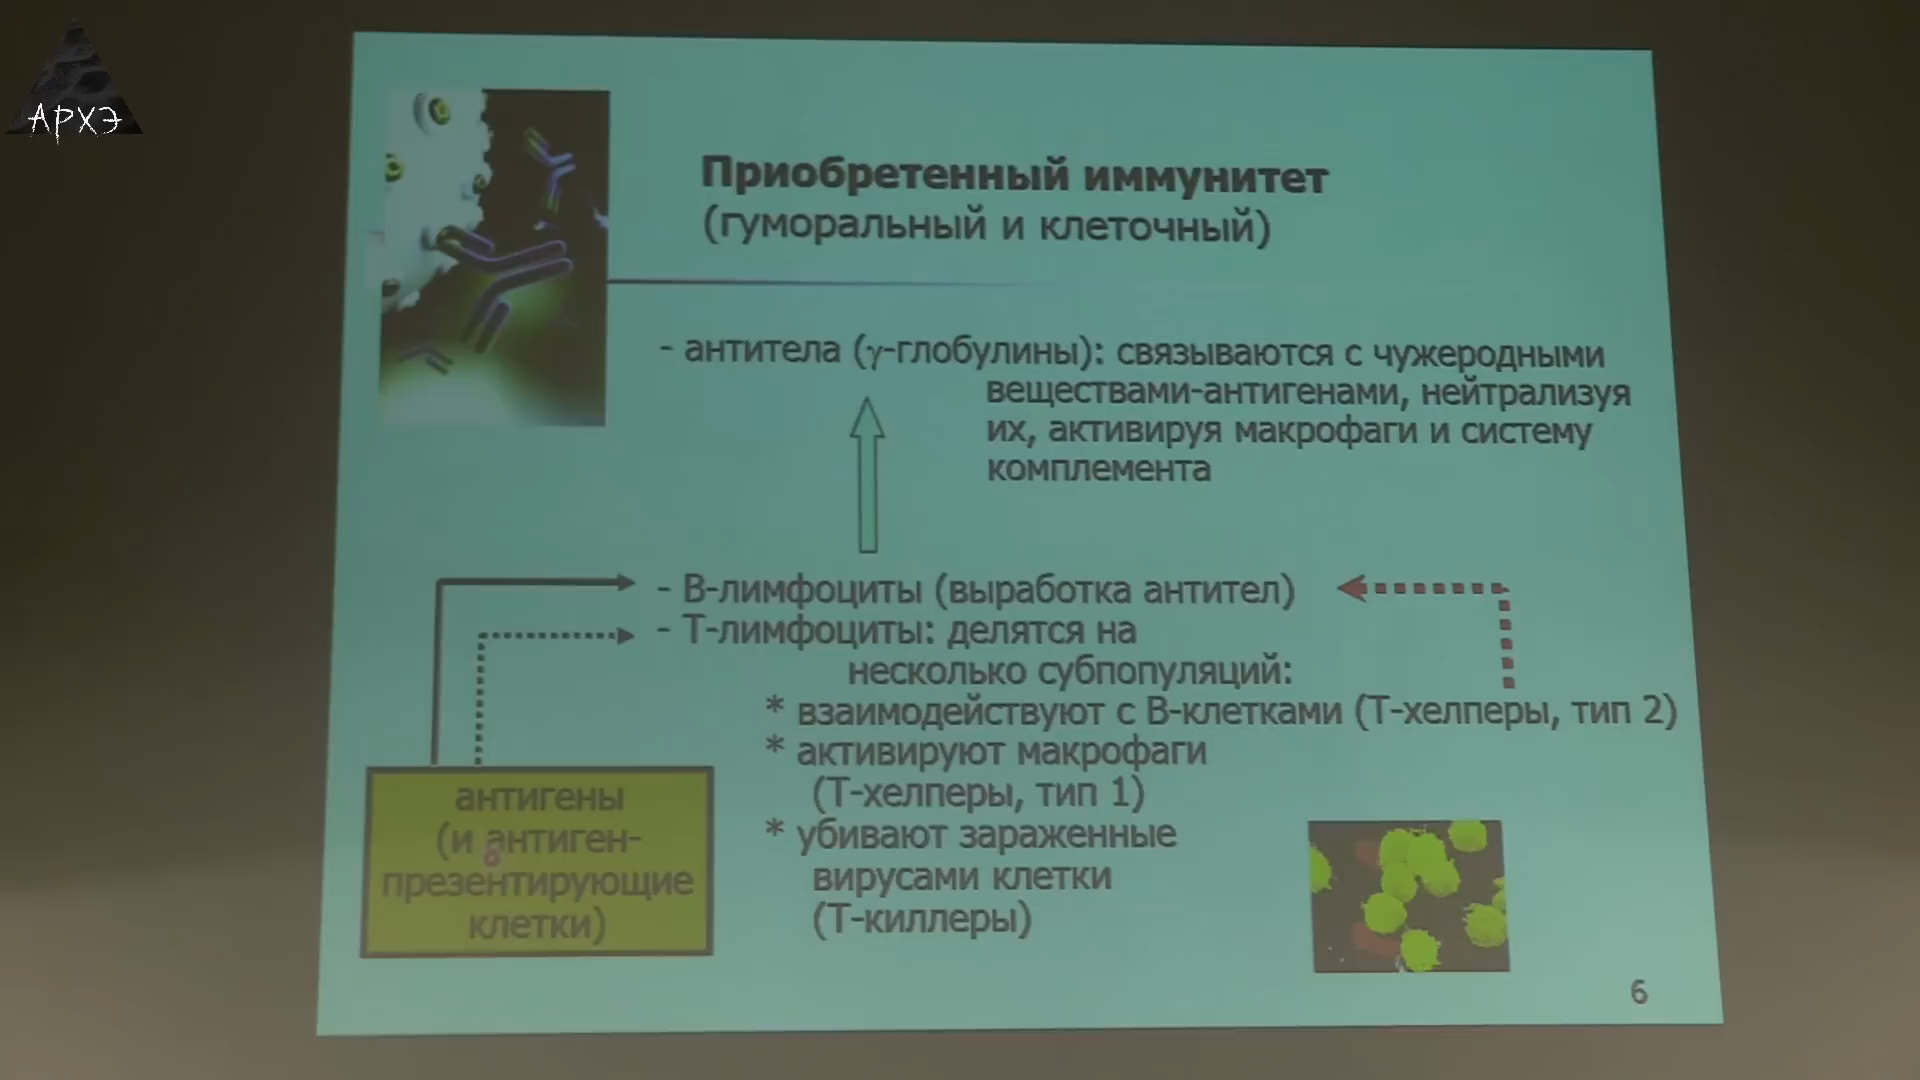 АРХЭ
Приобретенный иммунитет
(гуморальный и клеточный)
- антитела (γ-глобулины): связываются с чужеродными
веществами-антигенами, нейтрализуя
их, активируя макрофаги и систему
комплемента
- В-лимфоциты (выработка антител)
- Т-лимфоциты: делятся на
несколько субпопуляций:
* взаимодействуют с В-клетками (Т-хелперы, тип 2)
* активируют макрофаги
(Т-хелперы, тип 1)
* убивают зараженные
вирусами клетки
(Т-киллеры)
антигены
(и антиген-
презентирующие
клетки)
6